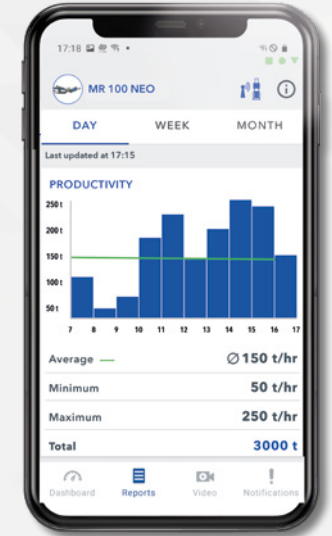 17:18
MR 100 NEO
DAY WEEK MONTH
Last updated at 17:15
PRODUCTIVITY
250 t
200 t
150 t
100 t
50 t
7 8 9 10 11 12 13 14 15 16 17
Average Ø 150 t/hr
Minimum 50 t/hr
Maximum 250 t/hr
Total 3000 t
Dashboard Reports Video Notifications